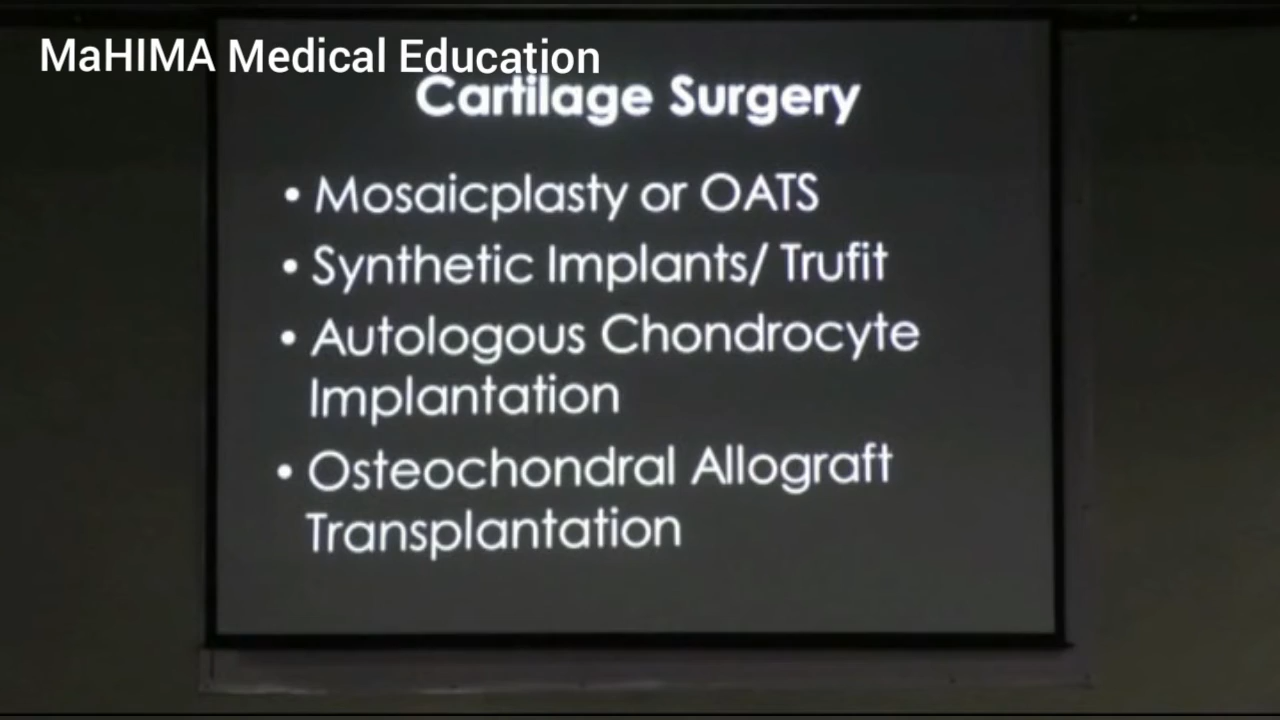 MaHIMA Medical Education
Cartilage Surgery
• Mosaicplasty or OATS
• Synthetic Implants/ Trufit
• Autologous Chondrocyte
Implantation
• Osteochondral Allograft
Transplantation